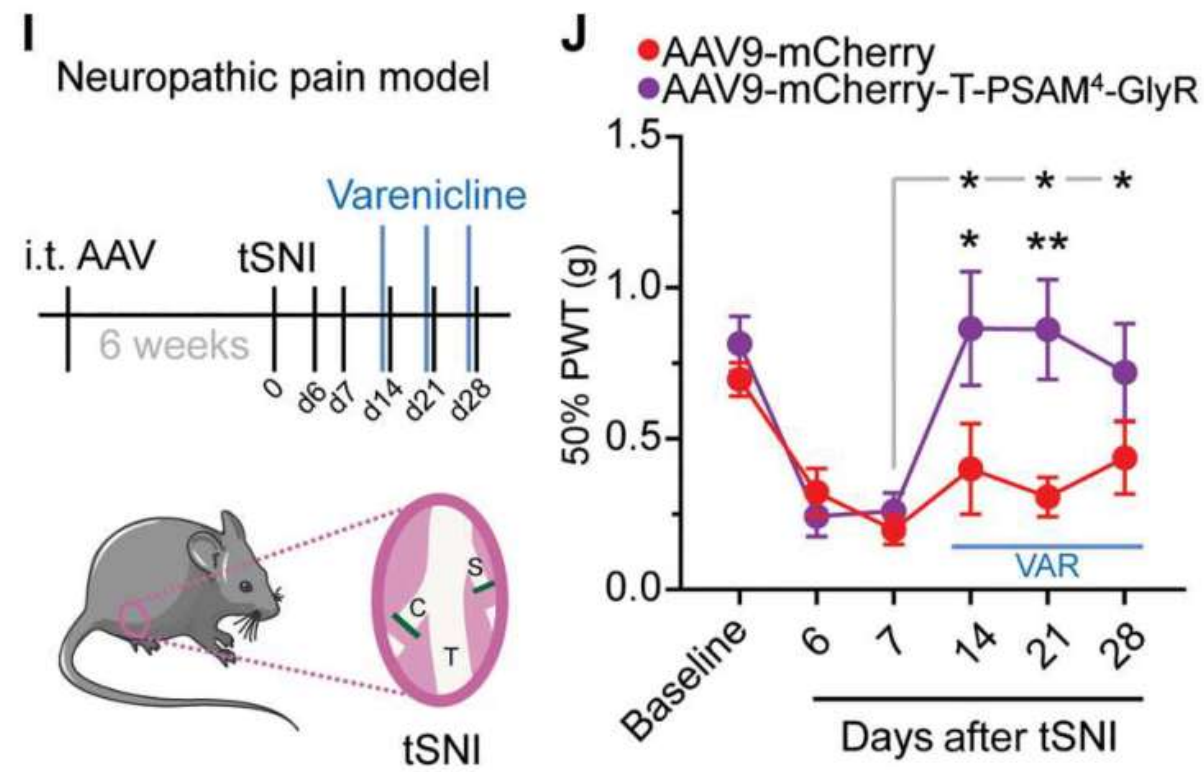 I
Neuropathic pain model
Varenicline
i.t. AAV
tSNI
6 weeks
0
d6
d7
d14
d21
d28
C
S
T
tSNI
J
AAV9-mCherry
AAV9-mCherry-T-PSAM⁴-GlyR
50% PWT (g)
1.5
1.0
0.5
0.0
* * *
* **
VAR
Baseline
6
7
14
21
28
Days after tSNI